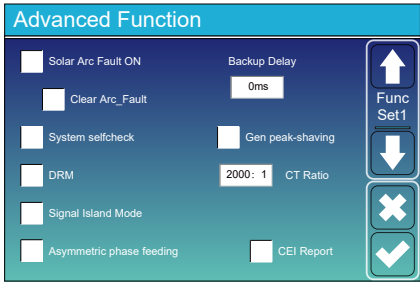 Advanced Function
Solar Arc Fault ON
Backup Delay
0ms
Clear Arc_Fault
Func
Set1
System selfcheck
Gen peak-shaving
DRM
2000: 1 CT Ratio
Signal Island Mode
Asymmetric phase feeding
CEI Report